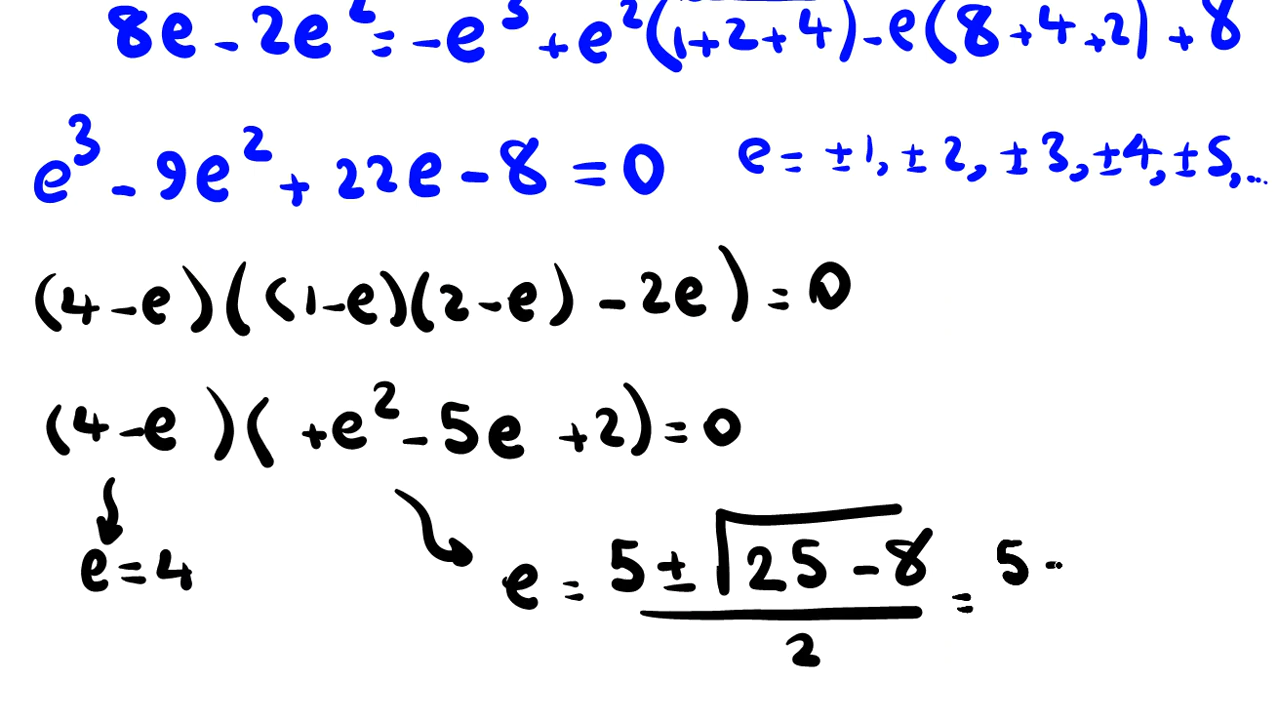 8e - 2e² = -e³ + e²(1+2+4) - e(8+4+2) + 8
e³ - 9e² + 22e - 8 = 0 e = ±1, ±2, ±3, ±4, ±5, ...
(4-e)((1-e)(2-e) - 2e) = 0
(4-e)( +e² - 5e + 2) = 0
e = 4
e = (5 ± √(25 - 8))/2 = 5 -